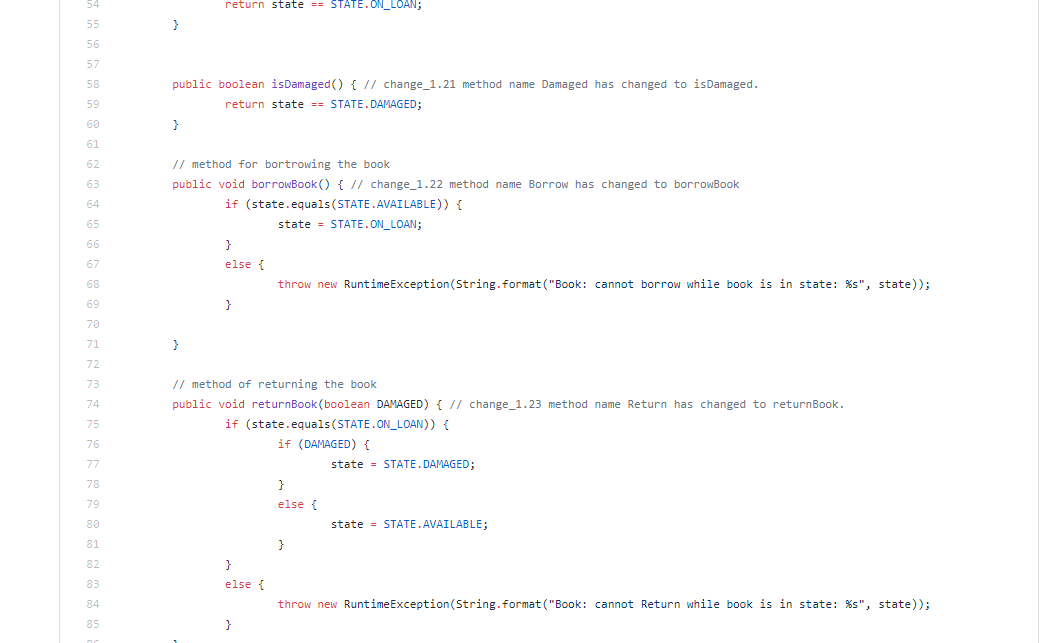 54 return state == STATE.ON_LOAN;
55 }
56
57
58 public boolean isDamaged() { // change_1.21 method name Damaged has changed to isDamaged.
59 return state == STATE.DAMAGED;
60 }
61
62 // method for bortrowing the book
63 public void borrowBook() { // change_1.22 method name Borrow has changed to borrowBook
64 if (state.equals(STATE.AVAILABLE)) {
65 state = STATE.ON_LOAN;
66 }
67 else {
68 throw new RuntimeException(String.format("Book: cannot borrow while book is in state: %s", state));
69 }
70
71 }
72
73 // method of returning the book
74 public void returnBook(boolean DAMAGED) { // change_1.23 method name Return has changed to returnBook.
75 if (state.equals(STATE.ON_LOAN)) {
76 if (DAMAGED) {
77 state = STATE.DAMAGED;
78 }
79 else {
80 state = STATE.AVAILABLE;
81 }
82 }
83 else {
84 throw new RuntimeException(String.format("Book: cannot Return while book is in state: %s", state));
85 }
86 }